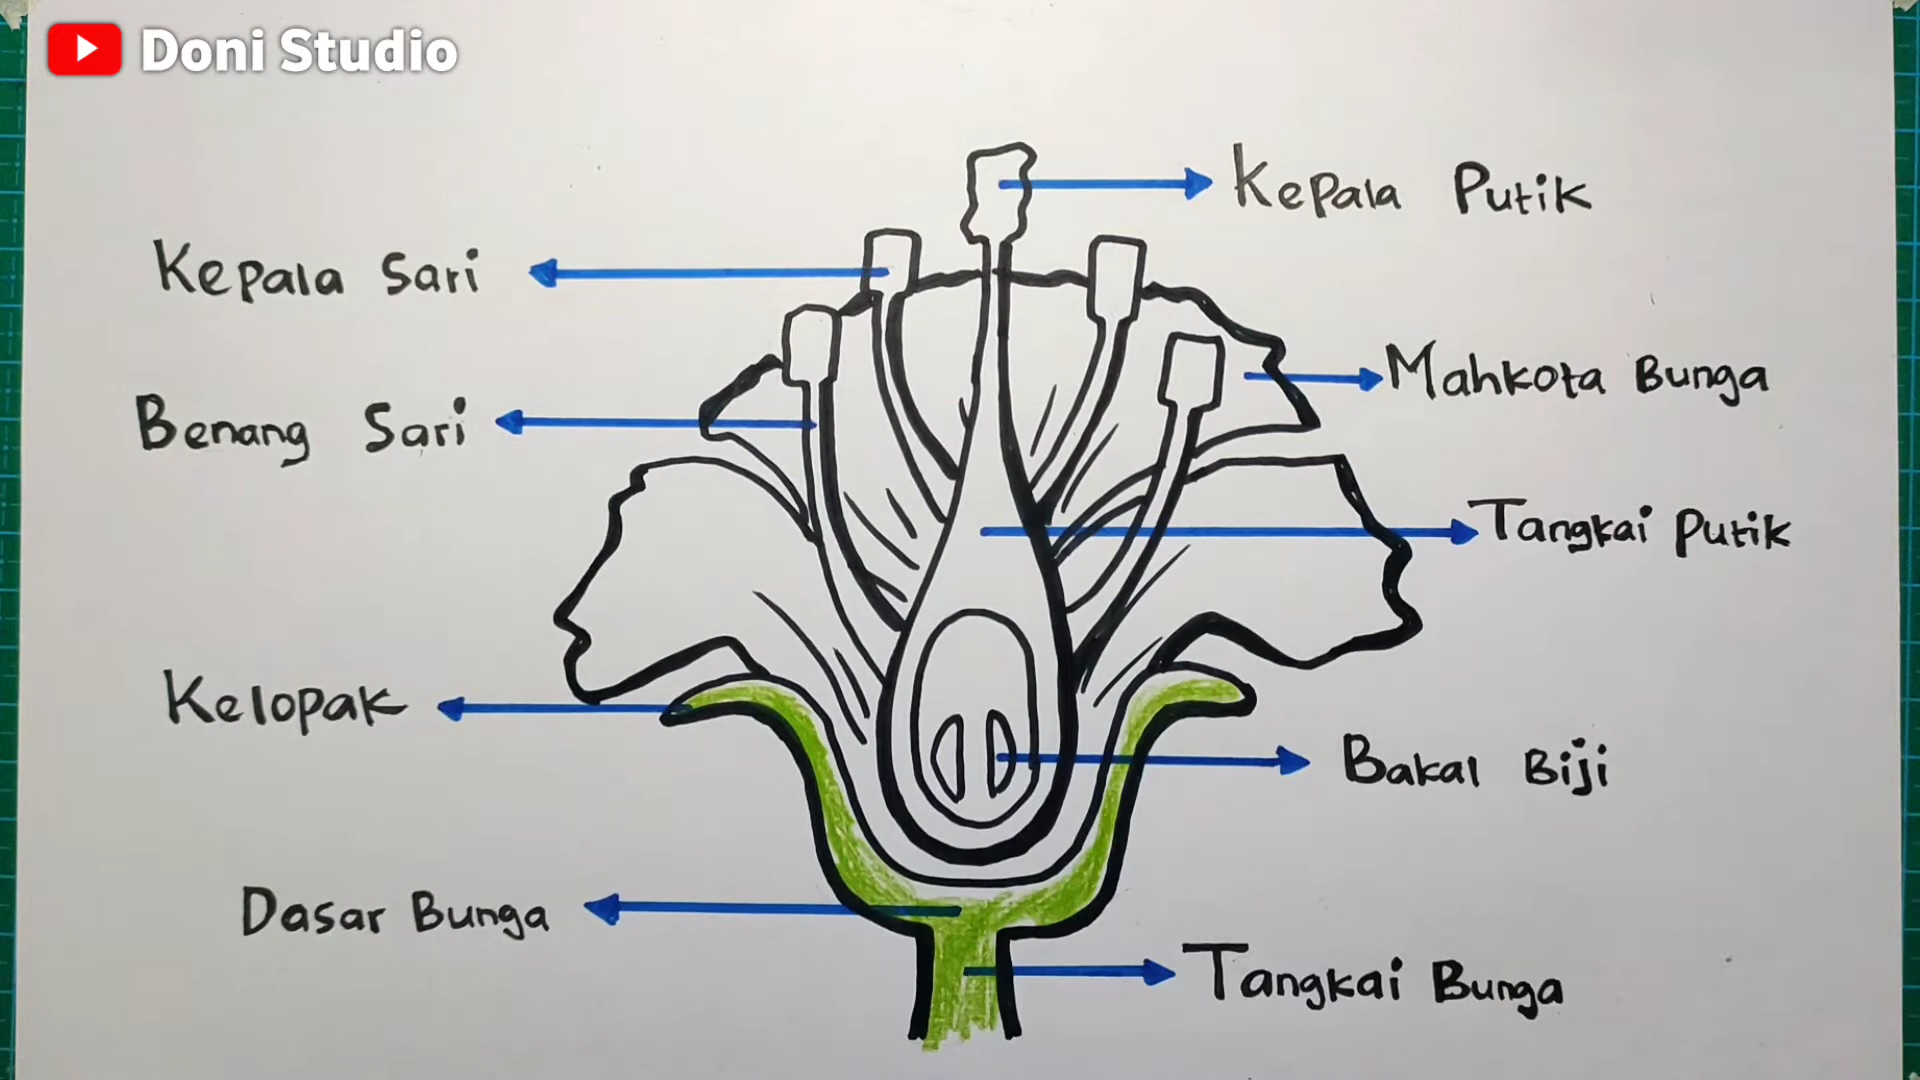 Doni Studio
Kepala Putik
Kepala Sari
Mahkota Bunga
Benang Sari
Tangkai Putik
Kelopak
Bakal Biji
Dasar Bunga
Tangkai Bunga